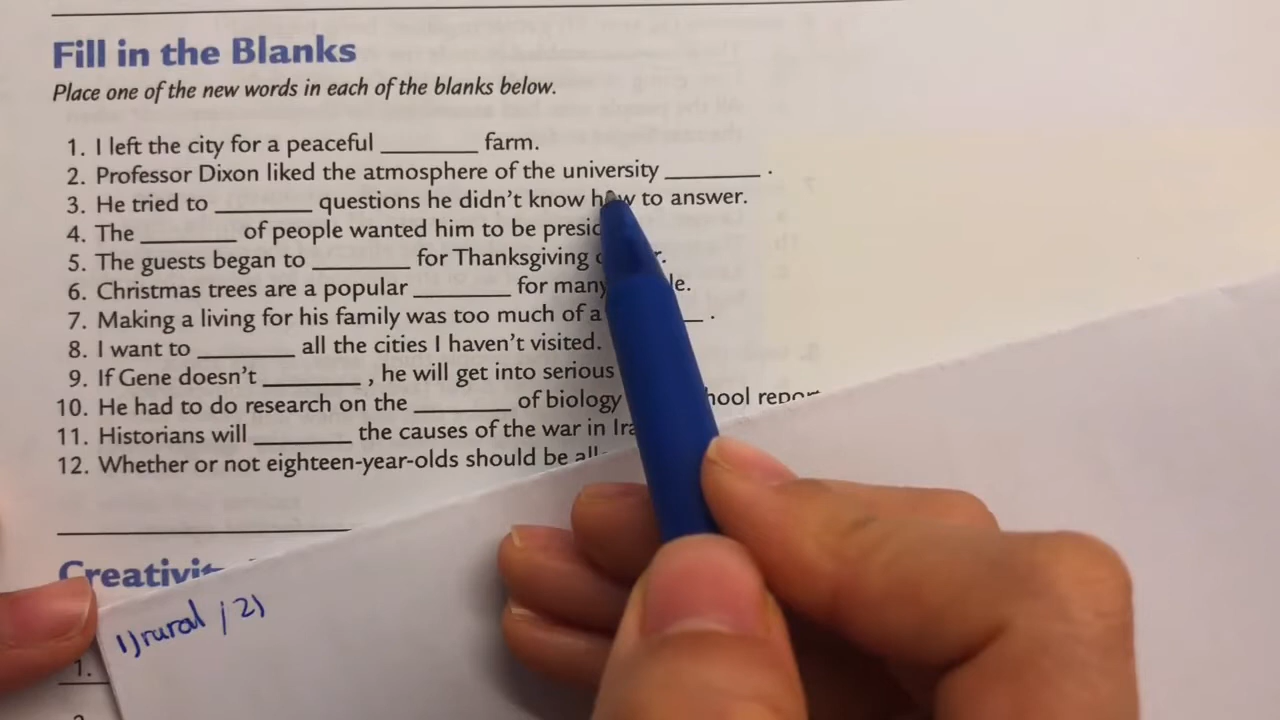 Fill in the Blanks
Place one of the new words in each of the blanks below.
1. I left the city for a peaceful ________ farm.
2. Professor Dixon liked the atmosphere of the university ________ .
3. He tried to ________ questions he didn't know how to answer.
4. The ________ of people wanted him to be presid
5. The guests began to ________ for Thanksgiving
6. Christmas trees are a popular ________ for many
7. Making a living for his family was too much of a ________ .
8. I want to ________ all the cities I haven't visited.
9. If Gene doesn't ________ , he will get into serious
10. He had to do research on the ________ of biology hool report
11. Historians will ________ the causes of the war in Ira
12. Whether or not eighteen-year-olds should be all
Creativit
1) rural / 2)
1.